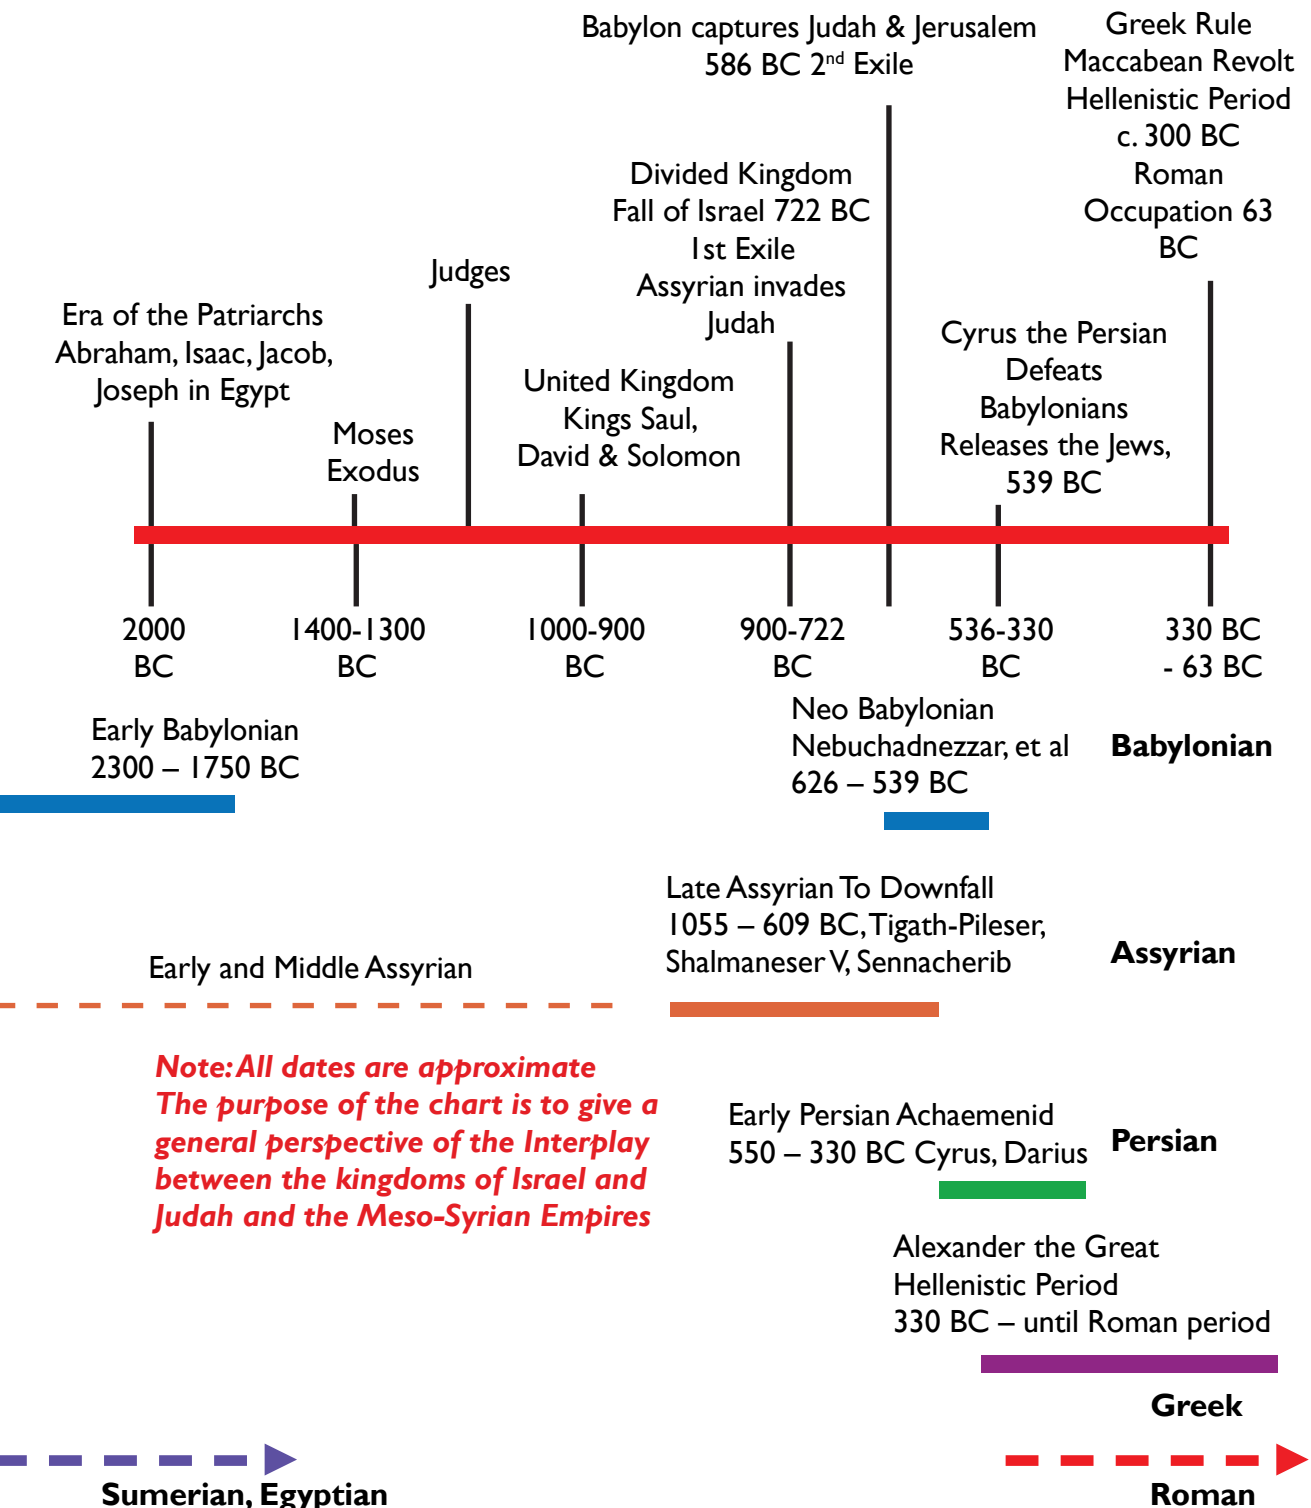 Babylon captures Judah & Jerusalem
586 BC 2nd Exile
Greek Rule
Maccabean Revolt
Hellenistic Period
c. 300 BC
Roman
Occupation 63
BC
Divided Kingdom
Fall of Israel 722 BC
1st Exile
Assyrian invades
Judah
Judges
Era of the Patriarchs
Abraham, Isaac, Jacob,
Joseph in Egypt
Moses
Exodus
United Kingdom
Kings Saul,
David & Solomon
Cyrus the Persian
Defeats
Babylonians
Releases the Jews,
539 BC
2000
BC
1400-1300
BC
1000-900
BC
900-722
BC
536-330
BC
330 BC
- 63 BC
Early Babylonian
2300 – 1750 BC
Neo Babylonian
Nebuchadnezzar, et al
626 – 539 BC
Babylonian
Late Assyrian To Downfall
1055 – 609 BC, Tigath-Pileser,
Shalmaneser V, Sennacherib
Assyrian
Early and Middle Assyrian
Note: All dates are approximate
The purpose of the chart is to give a
general perspective of the Interplay
between the kingdoms of Israel and
Judah and the Meso-Syrian Empires
Early Persian Achaemenid
550 – 330 BC Cyrus, Darius
Persian
Alexander the Great
Hellenistic Period
330 BC – until Roman period
Greek
Sumerian, Egyptian
Roman